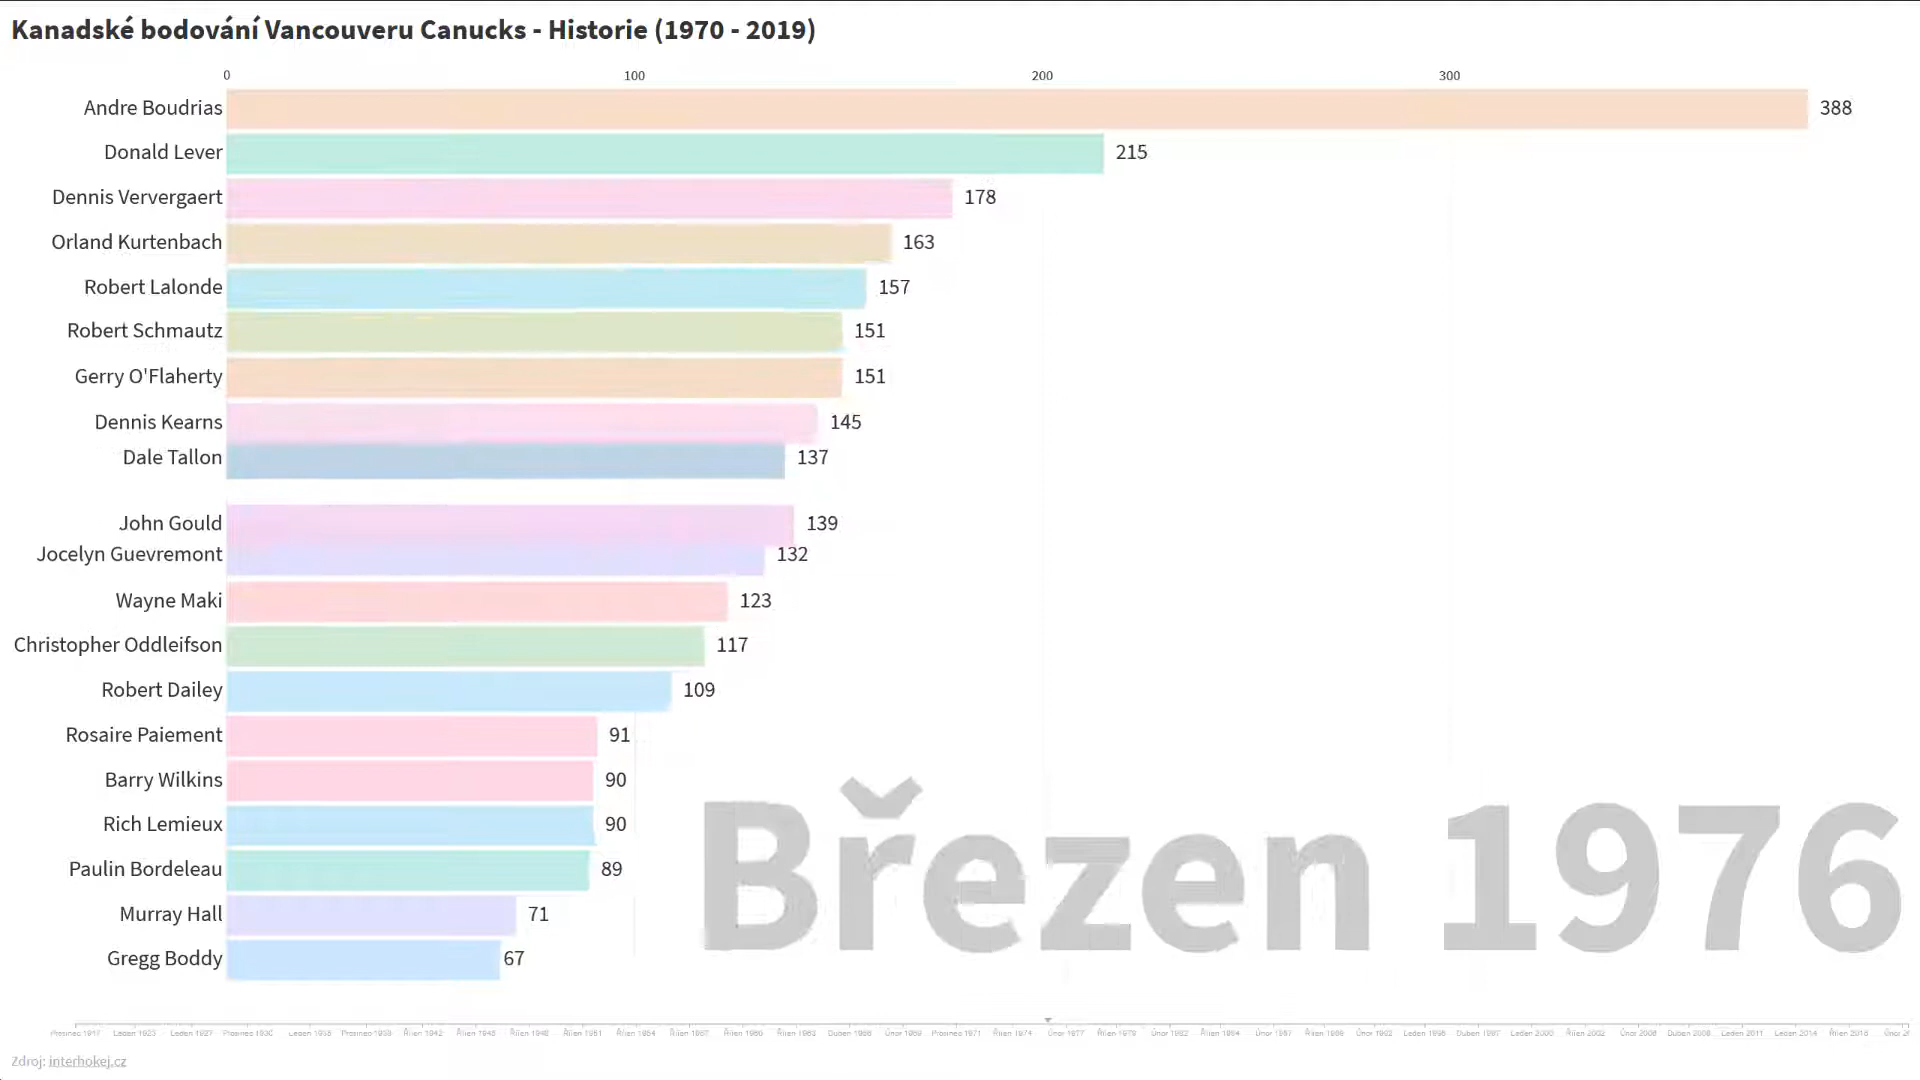 Kanadské bodování Vancouveru Canucks - Historie (1970 - 2019)
0 100 200 300
Andre Boudrias 388
Donald Lever 215
Dennis Ververgaert 178
Orland Kurtenbach 163
Robert Lalonde 157
Robert Schmautz 151
Gerry O'Flaherty 151
Dennis Kearns 145
Dale Tallon 137
John Gould 139
Jocelyn Guevremont 132
Wayne Maki 123
Christopher Oddleifson 117
Robert Dailey 109
Rosaire Paiement 91
Barry Wilkins 90
Rich Lemieux 90
Paulin Bordeleau 89
Murray Hall 71
Gregg Boddy 67
Březen 1976
Zdroj: interhokej.cz